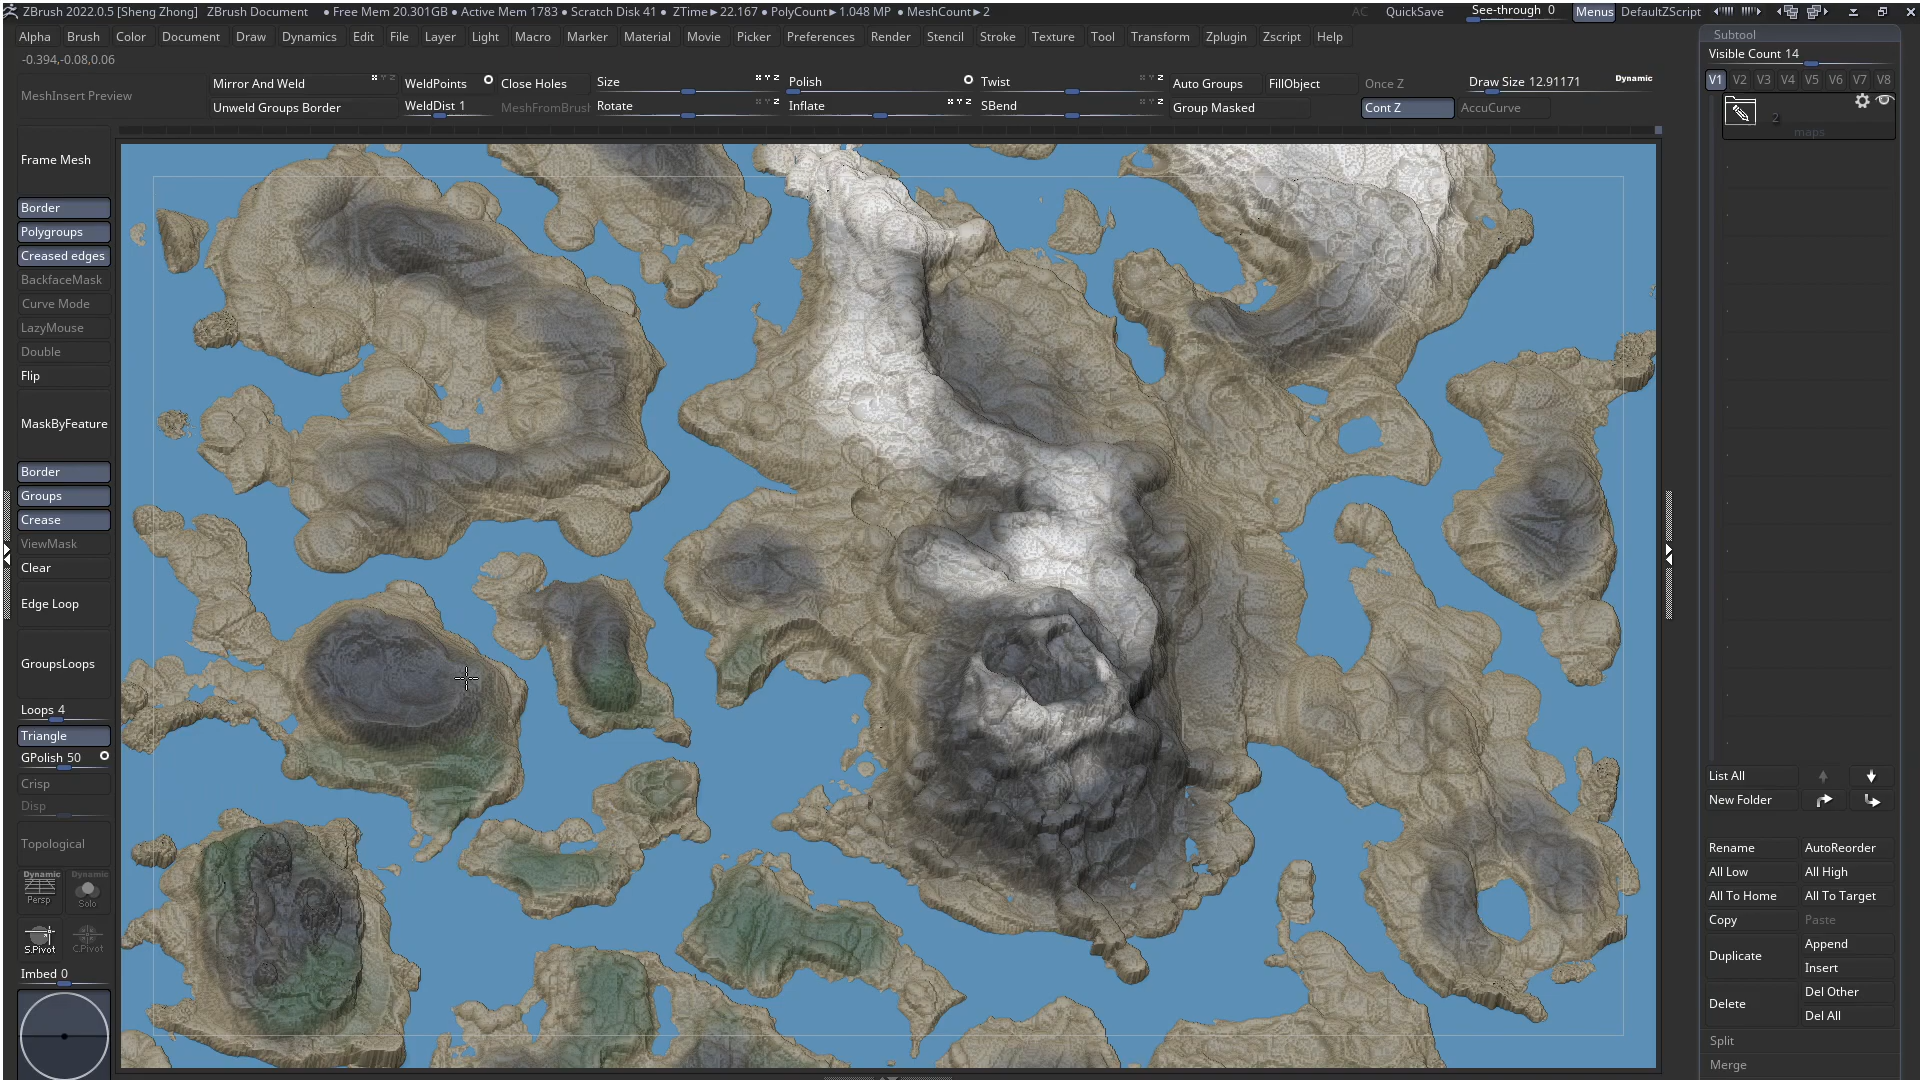 ZBrush 2022.0.5 [Sheng Zhong] ZBrush Document • Free Mem 20.301GB • Active Mem 1783 • Scratch Disk 41 • ZTime►22.167 • PolyCount►1.048 MP • MeshCount►2 AC QuickSave See-through 0 Menus DefaultZScript
Alpha Brush Color Document Draw Dynamics Edit File Layer Light Macro Marker Material Movie Picker Preferences Render Stencil Stroke Texture Tool Transform Zplugin Zscript Help
-0.394,-0.08,0.06
MeshInsert Preview
Mirror And Weld WeldPoints Close Holes Size Polish Twist Auto Groups FillObject Once Z Draw Size 12.91171 Dynamic
Unweld Groups Border WeldDist 1 MeshFromBrush Rotate Inflate SBend Group Masked Cont Z AccuCurve
Frame Mesh
Border
Polygroups
Creased edges
BackfaceMask
Curve Mode
LazyMouse
Double
Flip
MaskByFeature
Border
Groups
Crease
ViewMask
Clear
Edge Loop
GroupsLoops
Loops 4
Triangle
GPolish 50
Crisp
Disp
Topological
Dynamic Dynamic
Persp Solo
S.Pivot C.Pivot
Imbed 0
Subtool
Visible Count 14
V1 V2 V3 V4 V5 V6 V7 V8
2
maps
List All
New Folder
Rename AutoReorder
All Low All High
All To Home All To Target
Copy Paste
Duplicate Append
Insert
Delete Del Other
Del All
Split
Merge